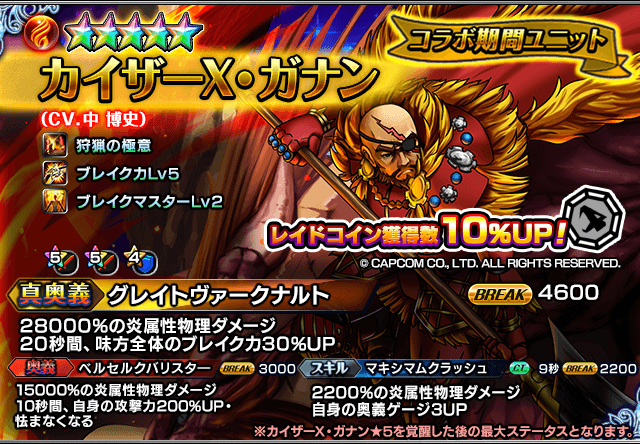 コラボ期間ユニット
カイザーX・ガナン
(CV.中 博史)
狩猟の極意
ブレイク力Lv5
ブレイクマスターLv2
レイドコイン獲得数10%UP!
© CAPCOM CO., LTD. ALL RIGHTS RESERVED.
5 5 4
真奥義 グレイトヴァークナルト BREAK 4600
28000%の炎属性物理ダメージ
20秒間、味方全体のブレイク力30%UP
奥義 ベルセルクバリスター BREAK 3000
15000%の炎属性物理ダメージ
10秒間、自身の攻撃力200%UP・
怯まなくなる
スキル マキシマムクラッシュ CT 9秒 BREAK 2200
2200%の炎属性物理ダメージ
自身の奥義ゲージ3UP
※カイザーX・ガナン★5を覚醒した後の最大ステータスとなります。